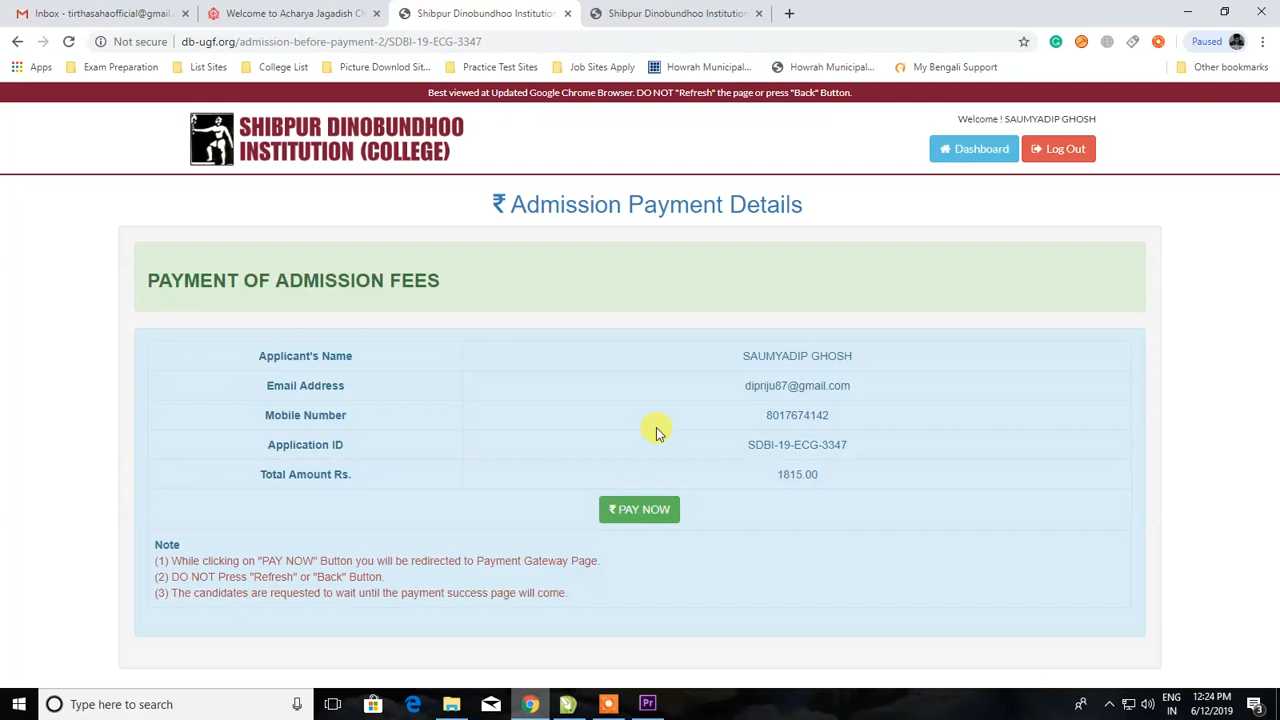 Inbox - tirthasahaofficial@gmail.
Welcome to Acharya Jagadish Ch
Shibpur Dinobundhoo Institution
Shibpur Dinobundhoo Institution
Not secure | db-ugf.org/admission-before-payment-2/SDBI-19-ECG-3347
Paused
Apps
Exam Preparation
List Sites
College List
Picture Downlod Sit...
Practice Test Sites
Job Sites Apply
Howrah Municipal...
Howrah Municipal...
My Bengali Support
Other bookmarks
Best viewed at Updated Google Chrome Browser. DO NOT "Refresh" the page or press "Back" Button.
SHIBPUR DINOBUNDHOO
INSTITUTION (COLLEGE)
Welcome ! SAUMYADIP GHOSH
Dashboard
Log Out
₹ Admission Payment Details
PAYMENT OF ADMISSION FEES
Applicant's Name SAUMYADIP GHOSH
Email Address dipriju87@gmail.com
Mobile Number 8017674142
Application ID SDBI-19-ECG-3347
Total Amount Rs. 1815.00
₹ PAY NOW
Note
(1) While clicking on "PAY NOW" Button you will be redirected to Payment Gateway Page.
(2) DO NOT Press "Refresh" or "Back" Button.
(3) The candidates are requested to wait until the payment success page will come.
Type here to search
Pr
ENG
IN
12:24 PM
6/12/2019
3